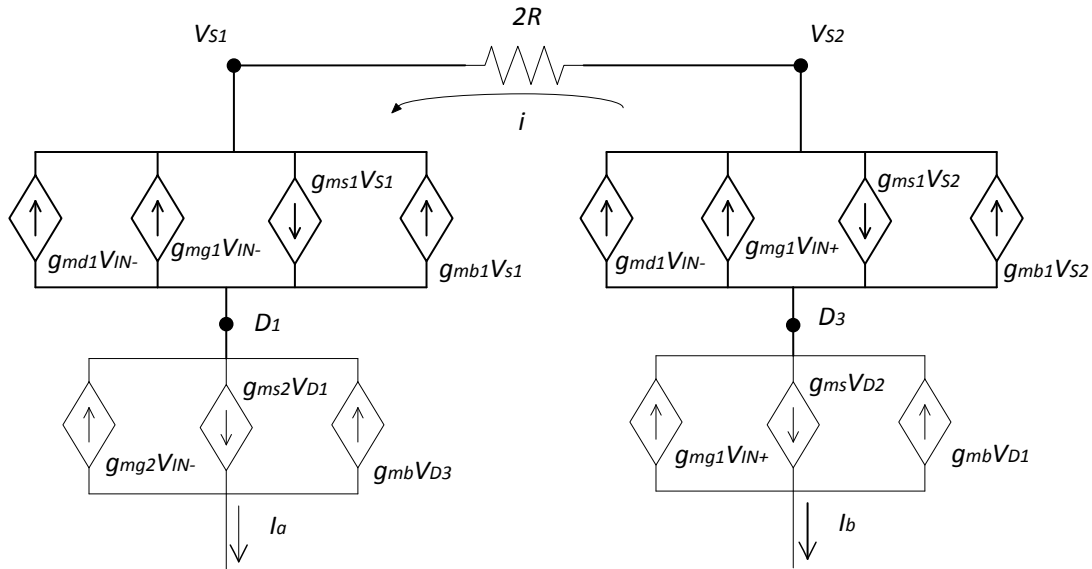 2R
VS1
VS2
i
gms1VS1
gmd1VIN-
gmg1VIN-
gmb1Vs1
gms1VS2
gmd1VIN-
gmg1VIN+
gmb1VS2
D1
D3
gms2VD1
gmg2VIN-
gmbVD3
gmsVD2
gmg1VIN+
gmbVD1
Ia
Ib